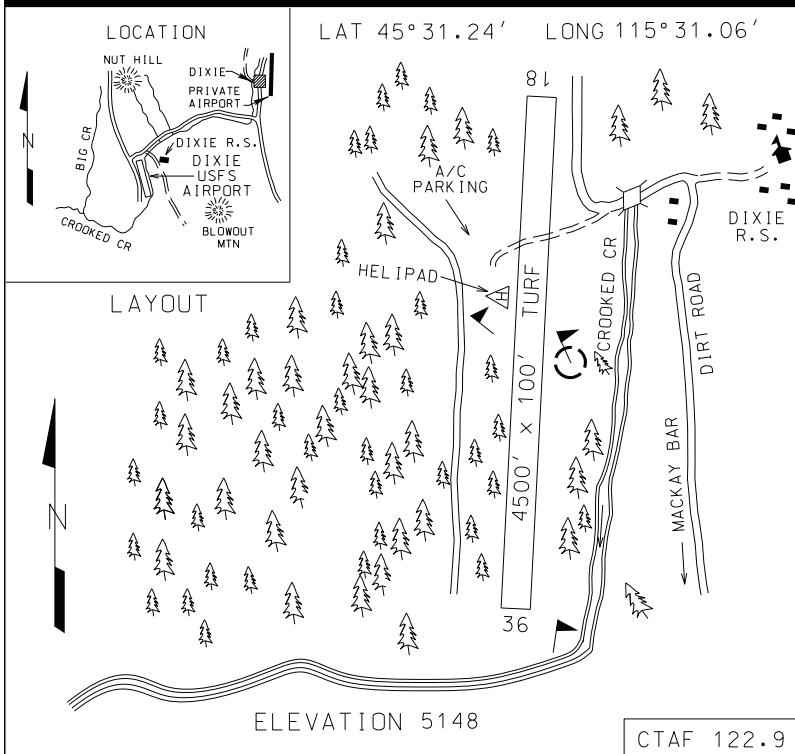 LOCATION
NUT HILL
DIXIE
PRIVATE
AIRPORT
N
BIG CR
DIXIE R.S.
DIXIE
USFS
AIRPORT
CROOKED CR
BLOWOUT
MTN
LAT 45°31.24' LONG 115°31.06'
18
A/C
PARKING
DIXIE
R.S.
HELIPAD
H
LAYOUT
TURF
4500' x 100'
CROOKED CR
DIRT ROAD
MACKAY BAR
N
36
ELEVATION 5148
CTAF 122.9